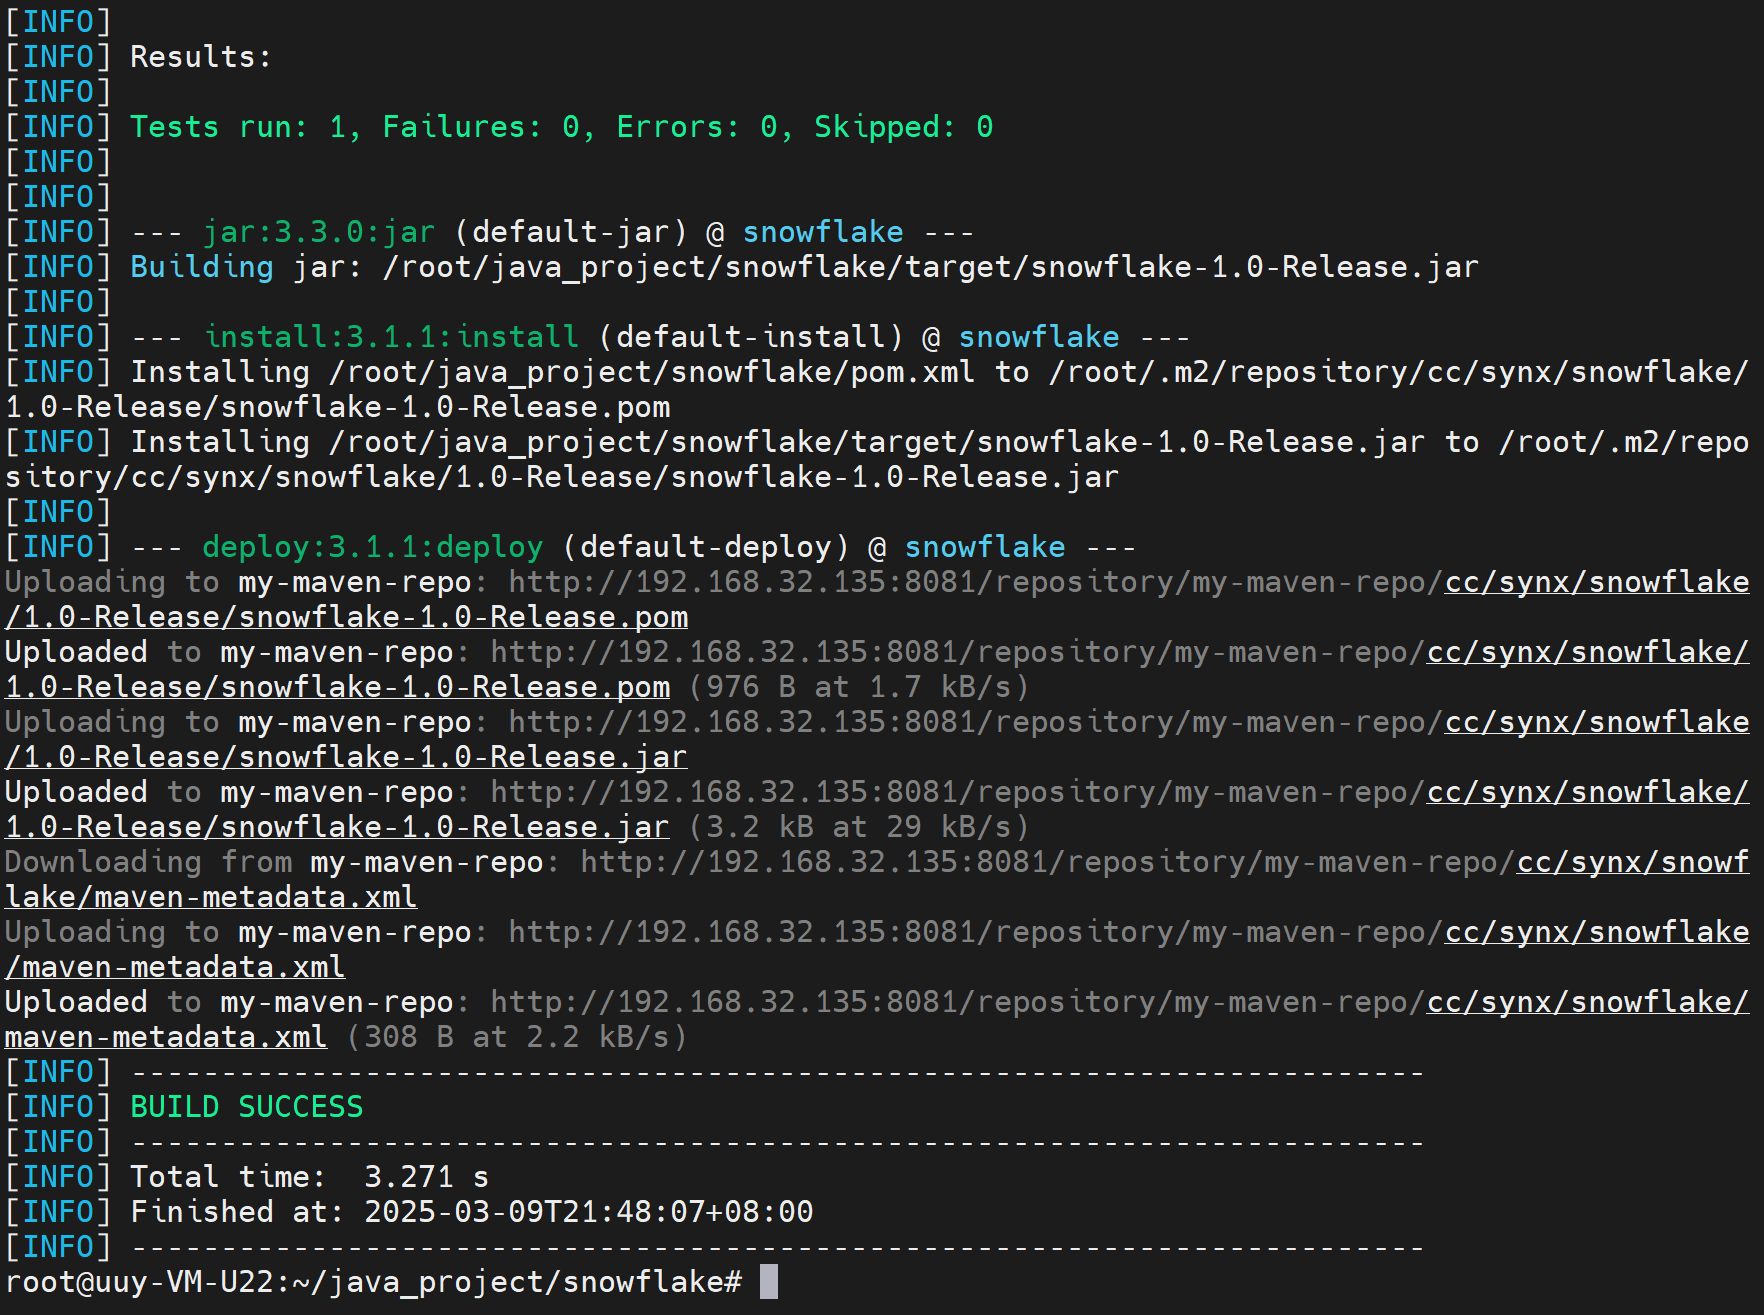 [INFO]
[INFO] Results:
[INFO]
[INFO] Tests run: 1, Failures: 0, Errors: 0, Skipped: 0
[INFO]
[INFO]
[INFO] --- jar:3.3.0:jar (default-jar) @ snowflake ---
[INFO] Building jar: /root/java_project/snowflake/target/snowflake-1.0-Release.jar
[INFO]
[INFO] --- install:3.1.1:install (default-install) @ snowflake ---
[INFO] Installing /root/java_project/snowflake/pom.xml to /root/.m2/repository/cc/synx/snowflake/
1.0-Release/snowflake-1.0-Release.pom
[INFO] Installing /root/java_project/snowflake/target/snowflake-1.0-Release.jar to /root/.m2/repo
sitory/cc/synx/snowflake/1.0-Release/snowflake-1.0-Release.jar
[INFO]
[INFO] --- deploy:3.1.1:deploy (default-deploy) @ snowflake ---
Uploading to my-maven-repo: http://192.168.32.135:8081/repository/my-maven-repo/cc/synx/snowflake
/1.0-Release/snowflake-1.0-Release.pom
Uploaded to my-maven-repo: http://192.168.32.135:8081/repository/my-maven-repo/cc/synx/snowflake/
1.0-Release/snowflake-1.0-Release.pom (976 B at 1.7 kB/s)
Uploading to my-maven-repo: http://192.168.32.135:8081/repository/my-maven-repo/cc/synx/snowflake
/1.0-Release/snowflake-1.0-Release.jar
Uploaded to my-maven-repo: http://192.168.32.135:8081/repository/my-maven-repo/cc/synx/snowflake/
1.0-Release/snowflake-1.0-Release.jar (3.2 kB at 29 kB/s)
Downloading from my-maven-repo: http://192.168.32.135:8081/repository/my-maven-repo/cc/synx/snowf
lake/maven-metadata.xml
Uploading to my-maven-repo: http://192.168.32.135:8081/repository/my-maven-repo/cc/synx/snowflake
/maven-metadata.xml
Uploaded to my-maven-repo: http://192.168.32.135:8081/repository/my-maven-repo/cc/synx/snowflake/
maven-metadata.xml (308 B at 2.2 kB/s)
[INFO] ------------------------------------------------------------------------
[INFO] BUILD SUCCESS
[INFO] ------------------------------------------------------------------------
[INFO] Total time:  3.271 s
[INFO] Finished at: 2025-03-09T21:48:07+08:00
[INFO] ------------------------------------------------------------------------
root@uuy-VM-U22:~/java_project/snowflake#